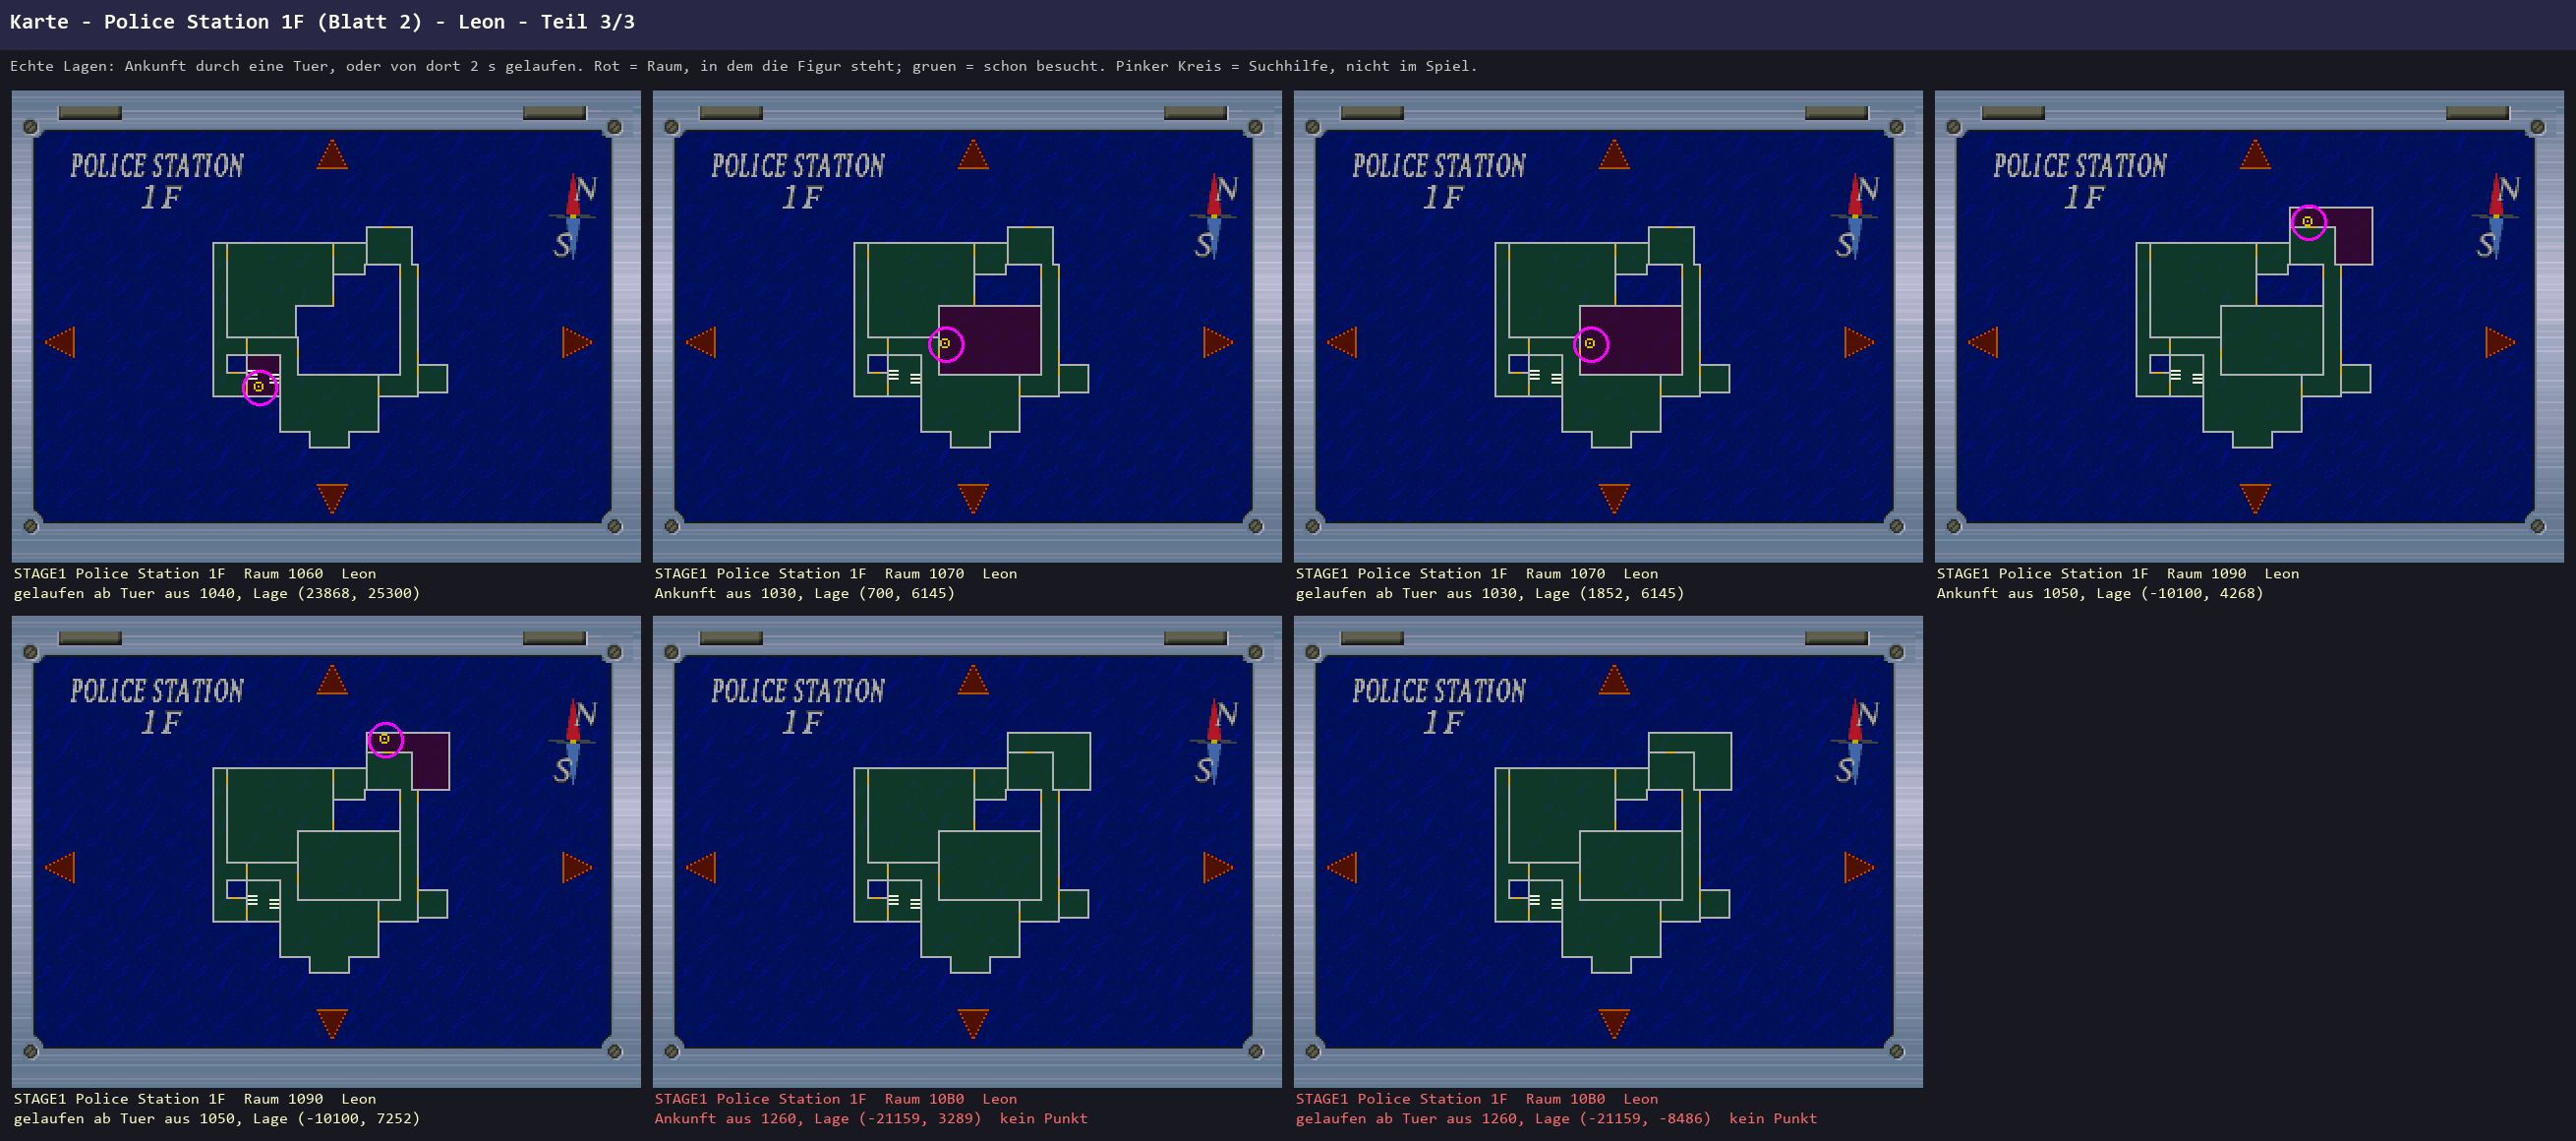 Karte - Police Station 1F (Blatt 2) - Leon - Teil 3/3
Echte Lagen: Ankunft durch eine Tuer, oder von dort 2 s gelaufen. Rot = Raum, in dem die Figur steht; gruen = schon besucht. Pinker Kreis = Suchhilfe, nicht im Spiel.
POLICE STATION
1F
N
S
POLICE STATION
1F
N
S
POLICE STATION
1F
N
S
POLICE STATION
1F
N
S
STAGE1 Police Station 1F  Raum 1060  Leon
gelaufen ab Tuer aus 1040, Lage (23868, 25300)
STAGE1 Police Station 1F  Raum 1070  Leon
Ankunft aus 1030, Lage (700, 6145)
STAGE1 Police Station 1F  Raum 1070  Leon
gelaufen ab Tuer aus 1030, Lage (1852, 6145)
STAGE1 Police Station 1F  Raum 1090  Leon
Ankunft aus 1050, Lage (-10100, 4268)
POLICE STATION
1F
N
S
POLICE STATION
1F
N
S
POLICE STATION
1F
N
S
STAGE1 Police Station 1F  Raum 1090  Leon
gelaufen ab Tuer aus 1050, Lage (-10100, 7252)
STAGE1 Police Station 1F  Raum 10B0  Leon
Ankunft aus 1260, Lage (-21159, 3289)  kein Punkt
STAGE1 Police Station 1F  Raum 10B0  Leon
gelaufen ab Tuer aus 1260, Lage (-21159, -8486)  kein Punkt